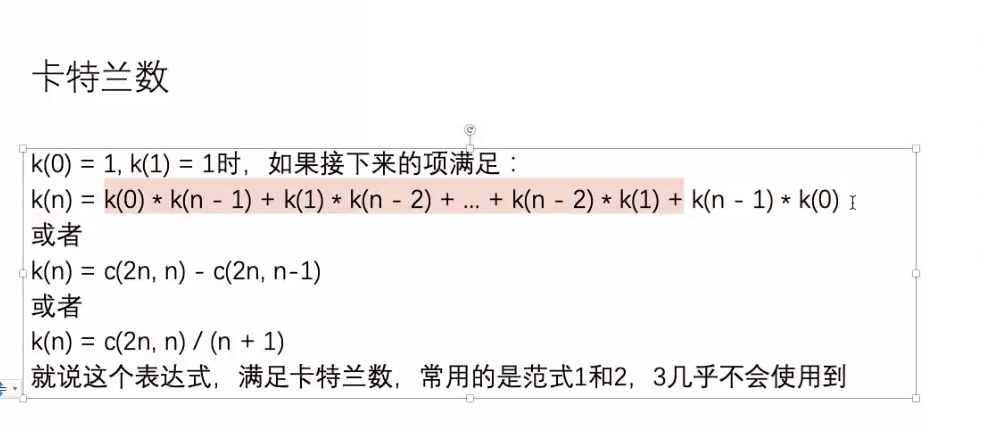 卡特兰数
k(0) = 1, k(1) = 1时，如果接下来的项满足：
k(n) = k(0) * k(n - 1) + k(1) * k(n - 2) + ... + k(n - 2) * k(1) + k(n - 1) * k(0)
或者
k(n) = c(2n, n) - c(2n, n-1)
或者
k(n) = c(2n, n) / (n + 1)
就说这个表达式，满足卡特兰数，常用的是范式1和2，3几乎不会使用到